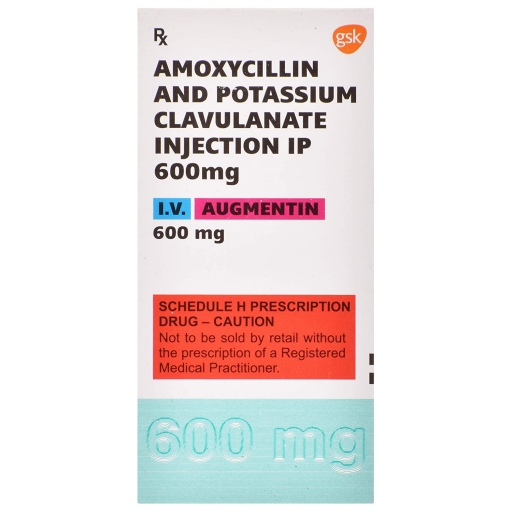 Rx
gsk
AMOXYCILLIN
AND POTASSIUM
CLAVULANATE
INJECTION IP
600mg
I.V. AUGMENTIN
600 mg
SCHEDULE H PRESCRIPTION
DRUG – CAUTION
Not to be sold by retail without
the prescription of a Registered
Medical Practitioner.
600 mg